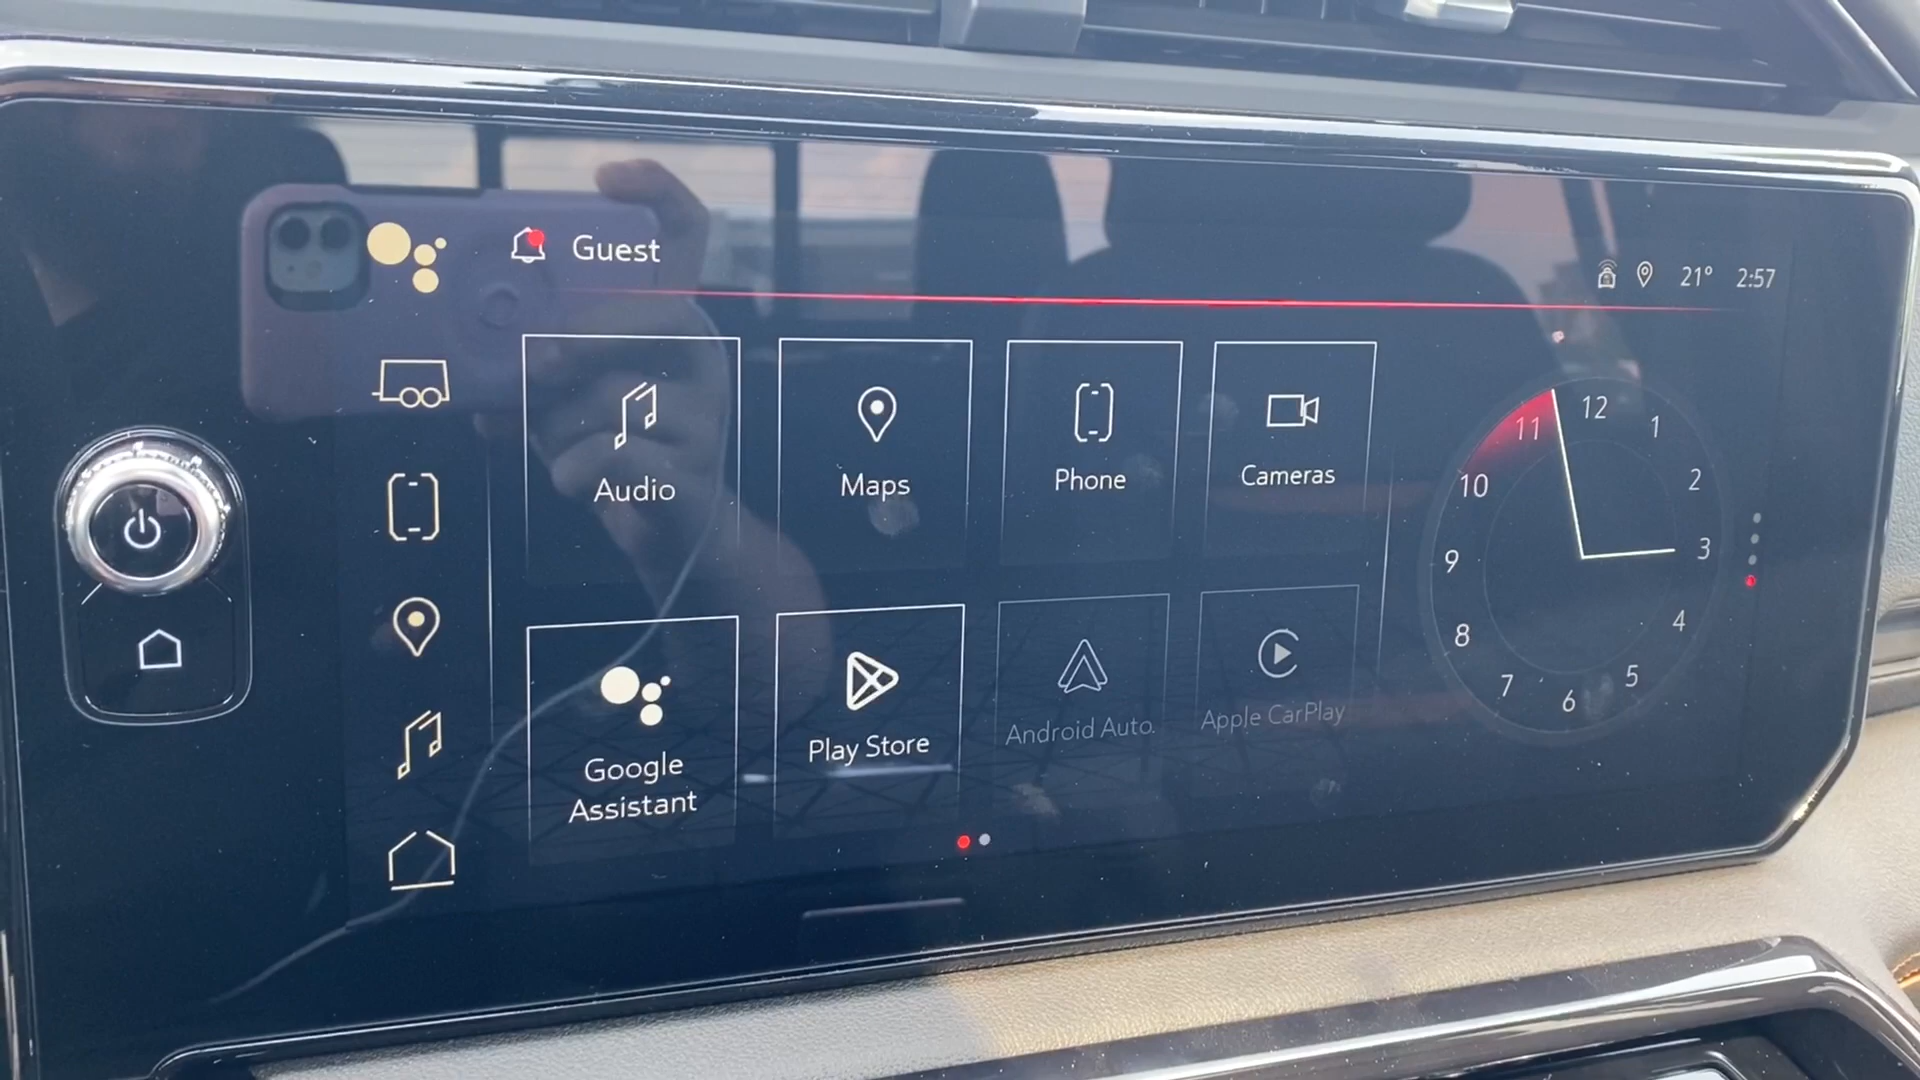 Guest
21° 2:57
Audio
Maps
Phone
Cameras
Google
Assistant
Play Store
Android Auto
Apple CarPlay
12
1
2
3
4
5
6
7
8
9
10
11